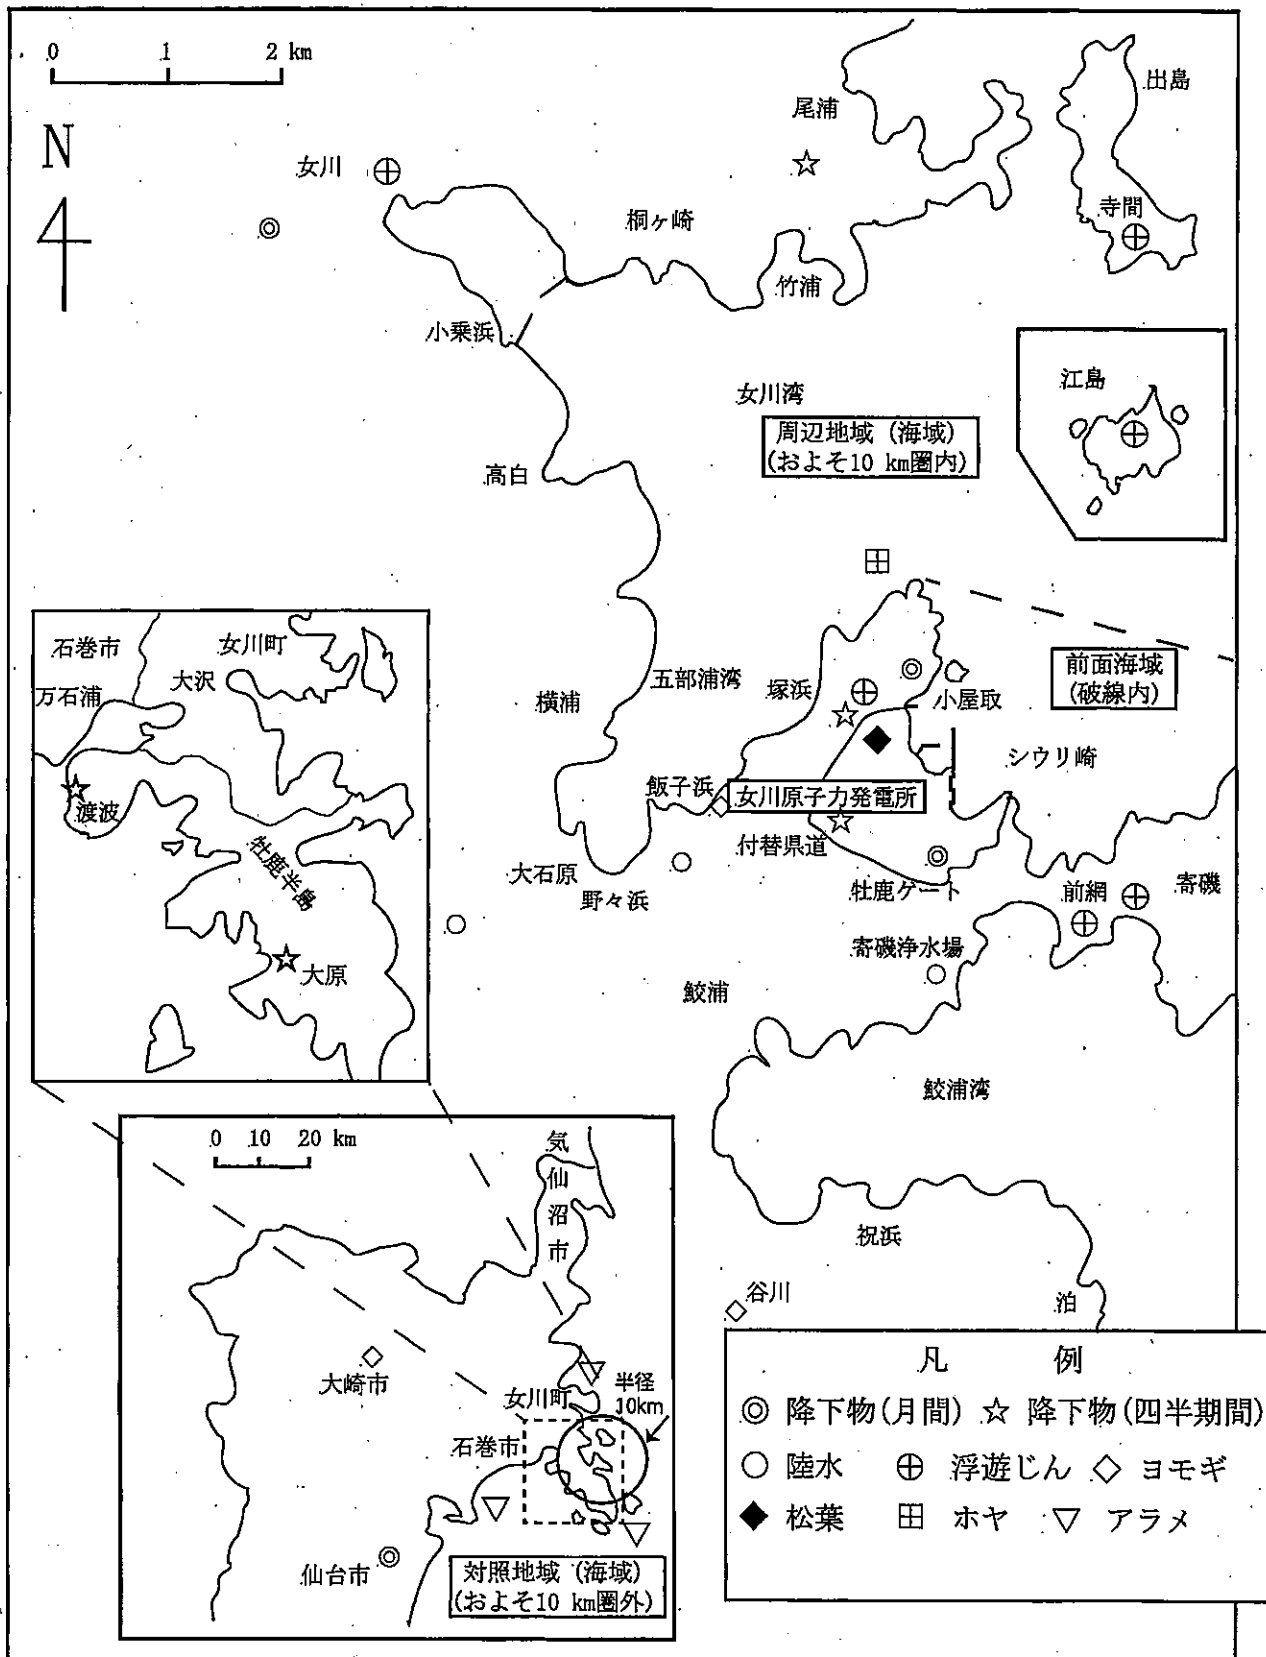 0 1 2 km
N
女川
尾浦
出島
寺間
桐ヶ崎
竹浦
小乗浜
江島
女川湾
周辺地域 (海域)
(およそ10 km圏内)
高白
前面海域
(破線内)
石巻市
女川町
万石浦
大沢
渡波
牡鹿半島
大原
五部浦湾
塚浜
小屋取
横浦
シウリ崎
飯子浜
女川原子力発電所
付替県道
大石原
野々浜
牡鹿ゲート
前網
寄磯
寄磯浄水場
鮫浦
鮫浦湾
祝浜
谷川
泊
0 10 20 km
気仙沼市
大崎市
女川町
半径
10km
石巻市
仙台市
対照地域 (海域)
(およそ10 km圏外)
凡 例
◎ 降下物(月間) ☆ 降下物(四半期間)
○ 陸水 ⊕ 浮遊じん ◇ ヨモギ
◆ 松葉 田 ホヤ ▽ アラメ